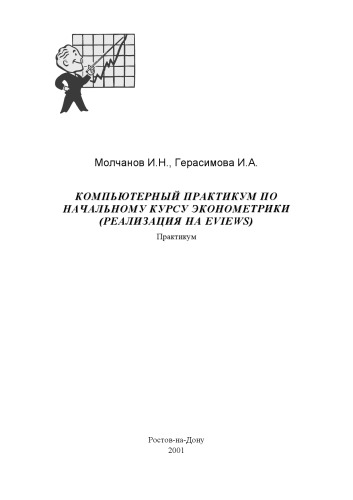 Молчанов И.Н., Герасимова И.А.
КОМПЬЮТЕРНЫЙ ПРАКТИКУМ ПО
НАЧАЛЬНОМУ КУРСУ ЭКОНОМЕТРИКИ
(РЕАЛИЗАЦИЯ НА EVIEWS)
Практикум
Ростов-на-Дону
2001